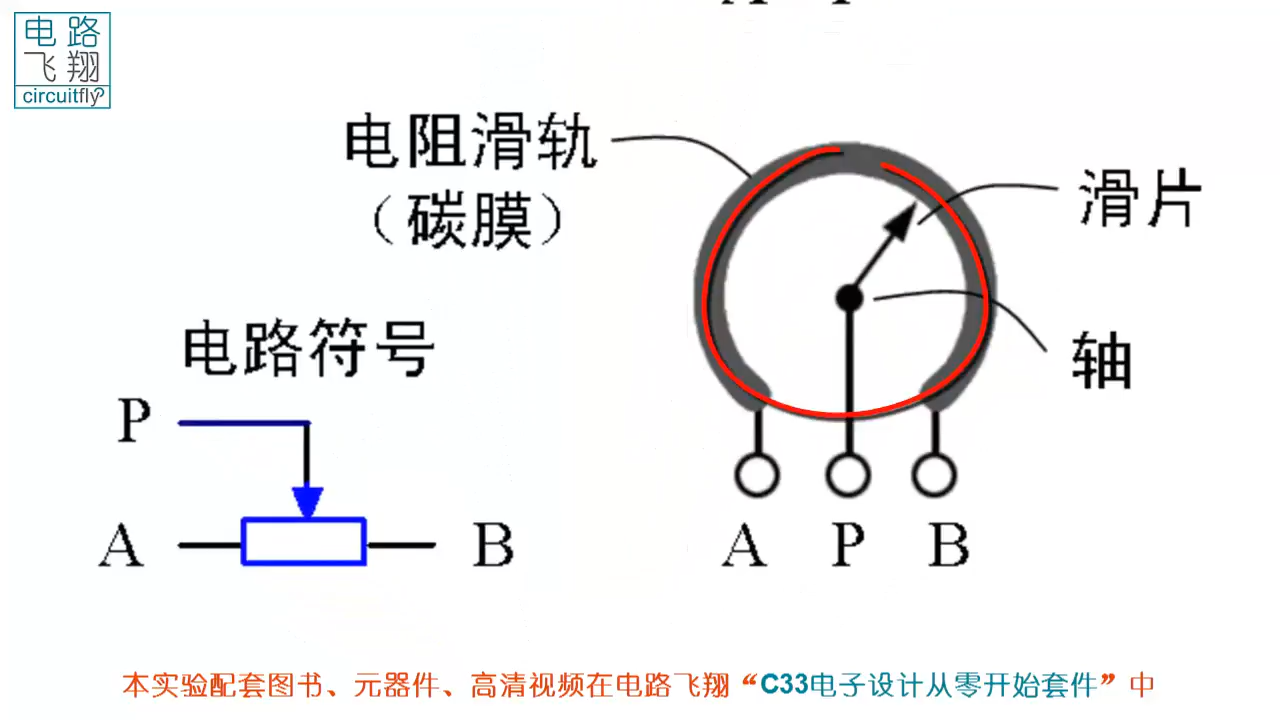 电路
飞翔
circuitfly
电阻滑轨
（碳膜）
滑片
电路符号
轴
P
A
B
A P B
本实验配套图书、元器件、高清视频在电路飞翔“C33电子设计从零开始套件”中